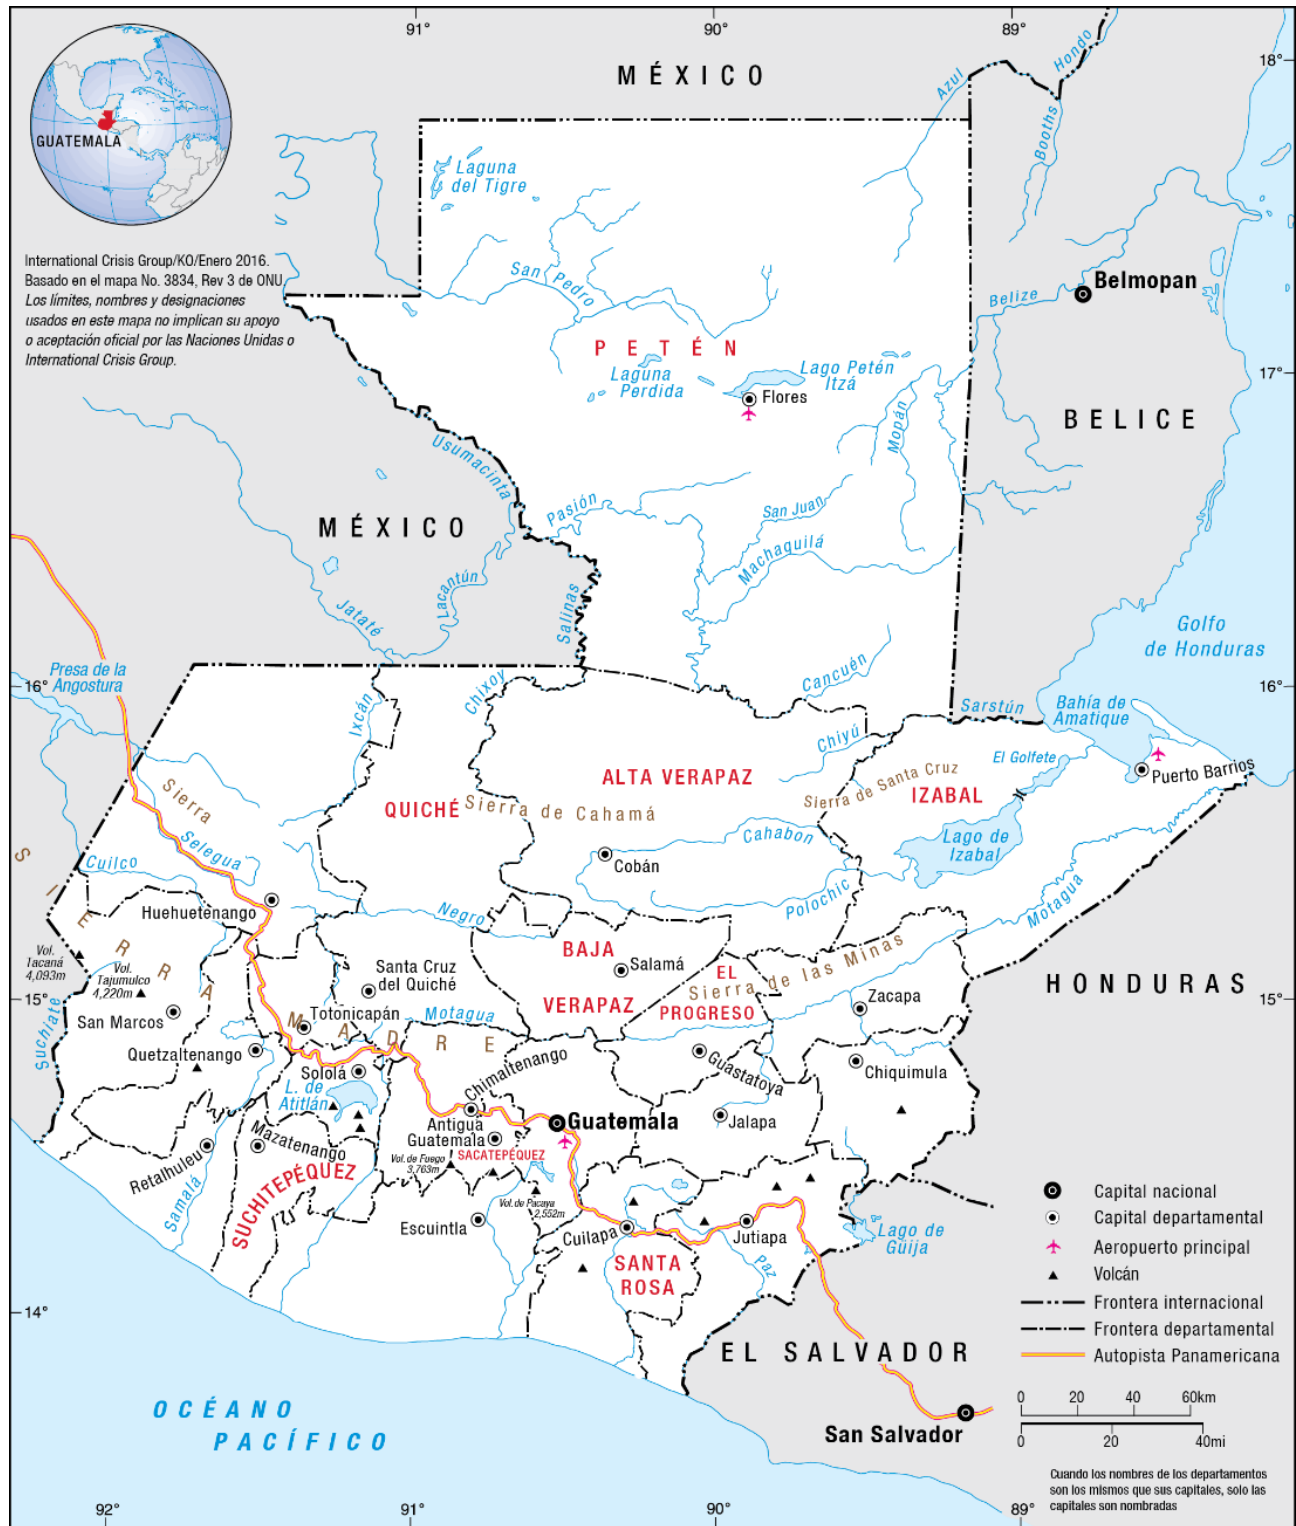 91°
90°
89°
18°
MÉXICO
Azul
Hondo
Booths
GUATEMALA
Laguna
del Tigre
International Crisis Group/KO/Enero 2016.
Basado en el mapa No. 3834, Rev 3 de ONU.
Los límites, nombres y designaciones
usados en este mapa no implican su apoyo
o aceptación oficial por las Naciones Unidas o
International Crisis Group.
San Pedro
Belmopan
Belize
PETÉN
Laguna
Perdida
Lago Petén
Itzá
Flores
17°
Mopán
BELICE
Usumacinta
Pasión
San Juan
MÉXICO
Machaquilá
Lacantún
Jataté
Salinas
Golfo
de Honduras
Presa de la
Angostura
16°
16°
Ixcán
Chixoy
Cancuén
Sarstún
Bahía de
Amatique
Chiyú
El Golfete
Puerto Barrios
Sierra
ALTA VERAPAZ
Sierra de Santa Cruz
IZABAL
QUICHÉ
Sierra de Cahamá
Selegua
Cahabon
Lago de
Izabal
Cuilco
Cobán
Polochic
Motagua
Huehuetenango
Negro
SIERRA MADRE
Vol.
Tacaná
4,093m
Vol.
Tajumulco
4,220m
BAJA
VERAPAZ
Salamá
EL
PROGRESO
Sierra de las Minas
HONDURAS
Santa Cruz
del Quiché
Zacapa
15°
15°
San Marcos
Totonicapán
Motagua
Suchiate
Quetzaltenango
Sololá
Chimaltenango
Guastatoya
Chiquimula
L. de
Atitlán
Antigua
Guatemala
Guatemala
Jalapa
Mazatenango
Retalhuleu
SACATEPÉQUEZ
Vol. de Fuego
3,763m
SUCHITEPÉQUEZ
Samalá
Vol. de Pacaya
2,552m
Escuintla
Cuilapa
Jutiapa
Lago de
Güija
SANTA
ROSA
Paz
14°
EL SALVADOR
San Salvador
OCÉANO
PACÍFICO
Capital nacional
Capital departamental
Aeropuerto principal
Volcán
Frontera internacional
Frontera departamental
Autopista Panamericana
0 20 40 60km
0 20 40mi
Cuando los nombres de los departamentos
son los mismos que sus capitales, solo las
capitales son nombradas
92°
91°
90°
89°